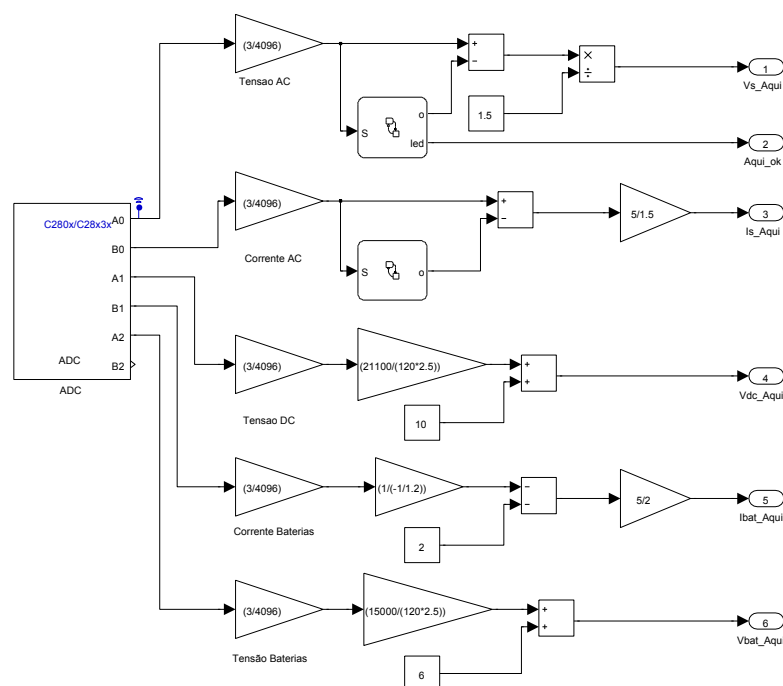 (3/4096)
Tensao AC
+
−
×
÷
1
Vs_Aqui
1.5
S
o
led
2
Aqui_ok
C280x/C28x3x
A0
B0
A1
B1
A2
B2
ADC
ADC
(3/4096)
Corrente AC
+
−
5/1.5
3
Is_Aqui
S
o
(3/4096)
Tensao DC
(21100/(120*2.5))
+
+
10
4
Vdc_Aqui
(3/4096)
Corrente Baterias
(1/(-1/1.2))
−
−
2
5/2
5
Ibat_Aqui
(3/4096)
Tensão Baterias
(15000/(120*2.5))
+
+
6
6
Vbat_Aqui